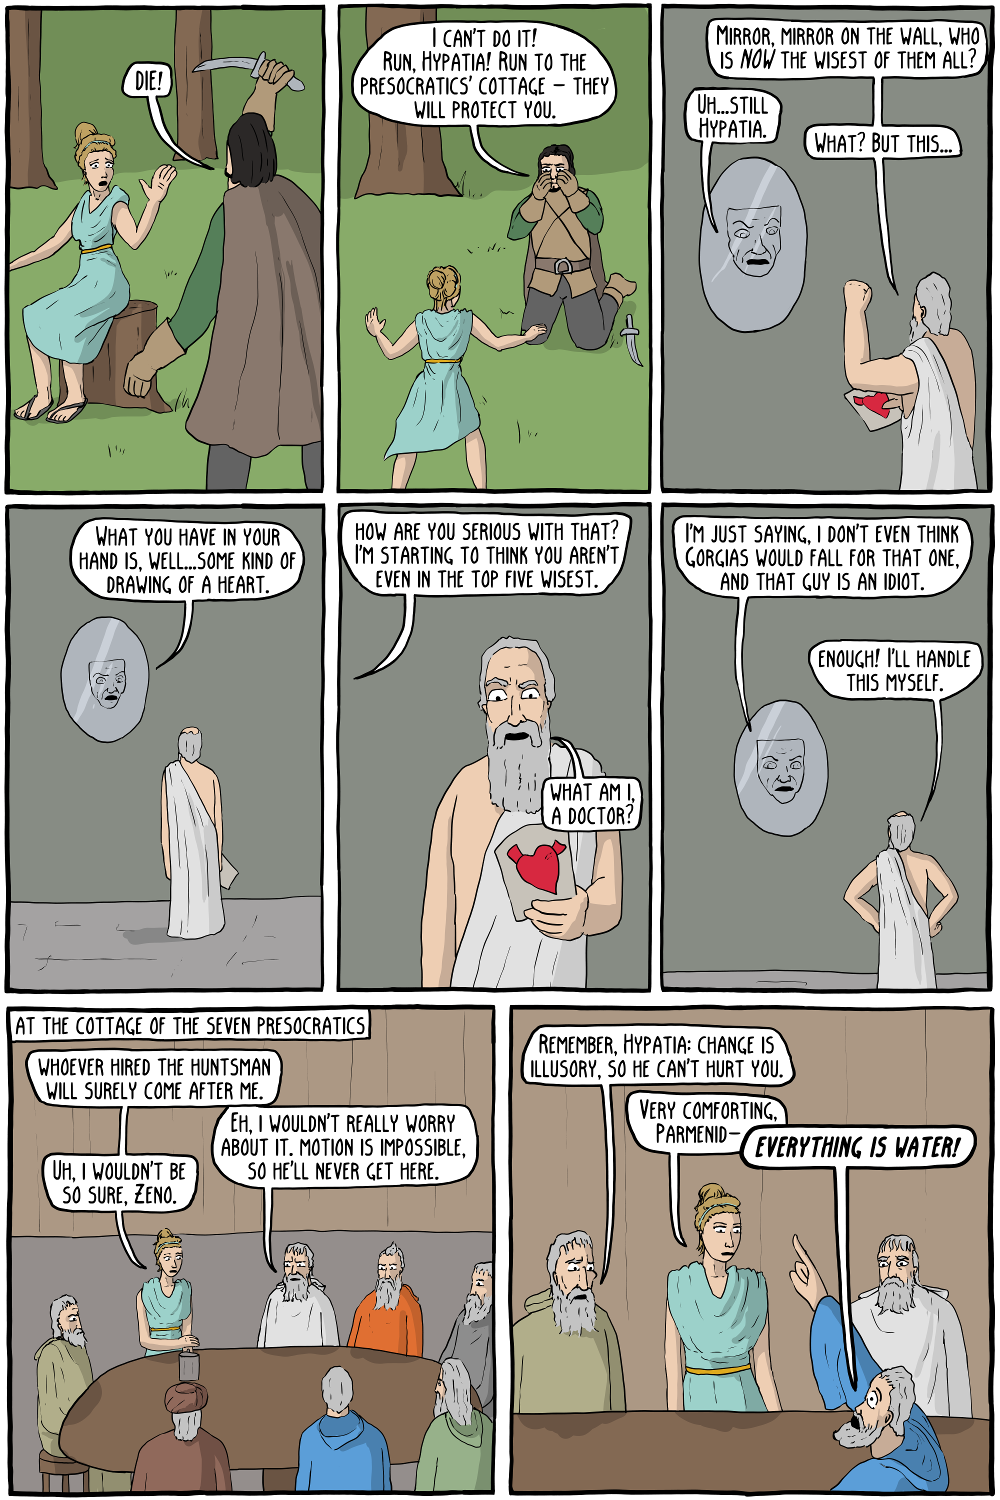 DIE!
I CAN'T DO IT!
RUN, HYPATIA! RUN TO THE
PRESOCRATICS' COTTAGE – THEY
WILL PROTECT YOU.
MIRROR, MIRROR ON THE WALL, WHO
IS NOW THE WISEST OF THEM ALL?
UH...STILL
HYPATIA.
WHAT? BUT THIS...
WHAT YOU HAVE IN YOUR
HAND IS, WELL...SOME KIND OF
DRAWING OF A HEART.
HOW ARE YOU SERIOUS WITH THAT?
I'M STARTING TO THINK YOU AREN'T
EVEN IN THE TOP FIVE WISEST.
WHAT AM I,
A DOCTOR?
I'M JUST SAYING, I DON'T EVEN THINK
GORGIAS WOULD FALL FOR THAT ONE,
AND THAT GUY IS AN IDIOT.
ENOUGH! I'LL HANDLE
THIS MYSELF.
AT THE COTTAGE OF THE SEVEN PRESOCRATICS
WHOEVER HIRED THE HUNTSMAN
WILL SURELY COME AFTER ME.
EH, I WOULDN'T REALLY WORRY
ABOUT IT. MOTION IS IMPOSSIBLE,
SO HE'LL NEVER GET HERE.
UH, I WOULDN'T BE
SO SURE, ZENO.
REMEMBER, HYPATIA: CHANGE IS
ILLUSORY, SO HE CAN'T HURT YOU.
VERY COMFORTING,
PARMENID–
EVERYTHING IS WATER!